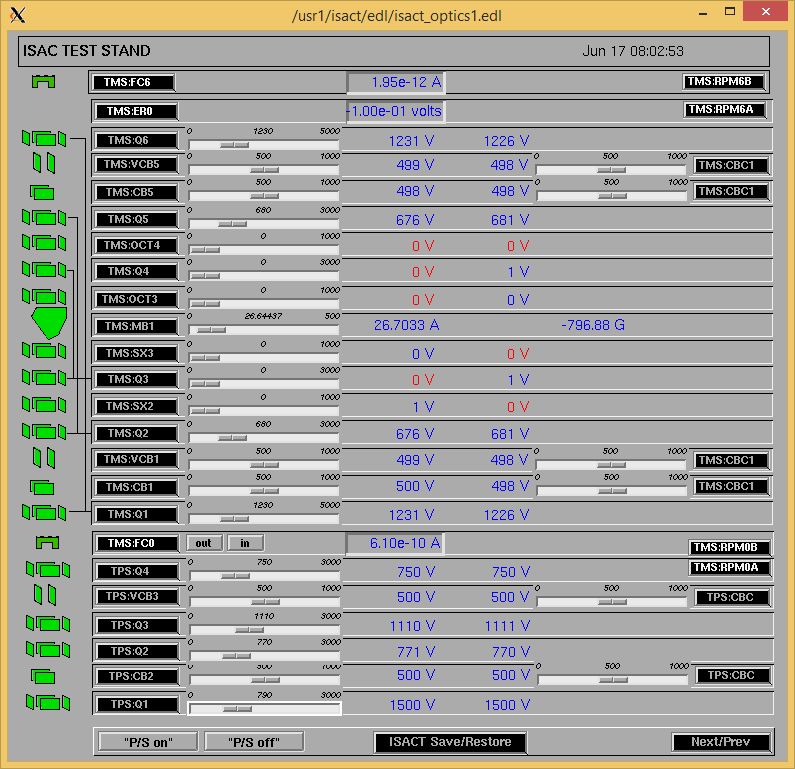 /usr1/isact/edl/isact_optics1.edl
ISAC TEST STAND Jun 17 08:02:53
TMS:FC6 1.95e-12 A TMS:RPM6B
TMS:ER0 -1.00e-01 volts TMS:RPM6A
TMS:Q6 0 1230 5000 1231 V 1226 V
TMS:VCB5 0 500 1000 499 V 498 V 0 500 1000 TMS:CBC1
TMS:CB5 0 500 1000 498 V 498 V 0 500 1000 TMS:CBC1
TMS:Q5 0 680 3000 676 V 681 V
TMS:OCT4 0 0 1000 0 V 0 V
TMS:Q4 0 0 3000 0 V 1 V
TMS:OCT3 0 0 1000 0 V 0 V
TMS:MB1 0 26.64437 500 26.7033 A -796.88 G
TMS:SX3 0 0 1000 0 V 0 V
TMS:Q3 0 0 3000 0 V 1 V
TMS:SX2 0 0 1000 1 V 0 V
TMS:Q2 0 680 3000 676 V 681 V
TMS:VCB1 0 500 1000 499 V 498 V 0 500 1000 TMS:CBC1
TMS:CB1 0 500 1000 500 V 498 V 0 500 1000 TMS:CBC1
TMS:Q1 0 1230 5000 1231 V 1226 V
TMS:FC0 out in 6.10e-10 A TMS:RPM0B
TPS:Q4 0 750 3000 750 V 750 V TMS:RPM0A
TPS:VCB3 0 500 1000 500 V 500 V 0 500 1000 TPS:CBC
TPS:Q3 0 1110 3000 1110 V 1111 V
TPS:Q2 0 770 3000 771 V 770 V
TPS:CB2 0 500 1000 500 V 500 V 0 500 1000 TPS:CBC
TPS:Q1 0 790 3000 1500 V 1500 V
"P/S on" "P/S off" ISACT Save/Restore Next/Prev